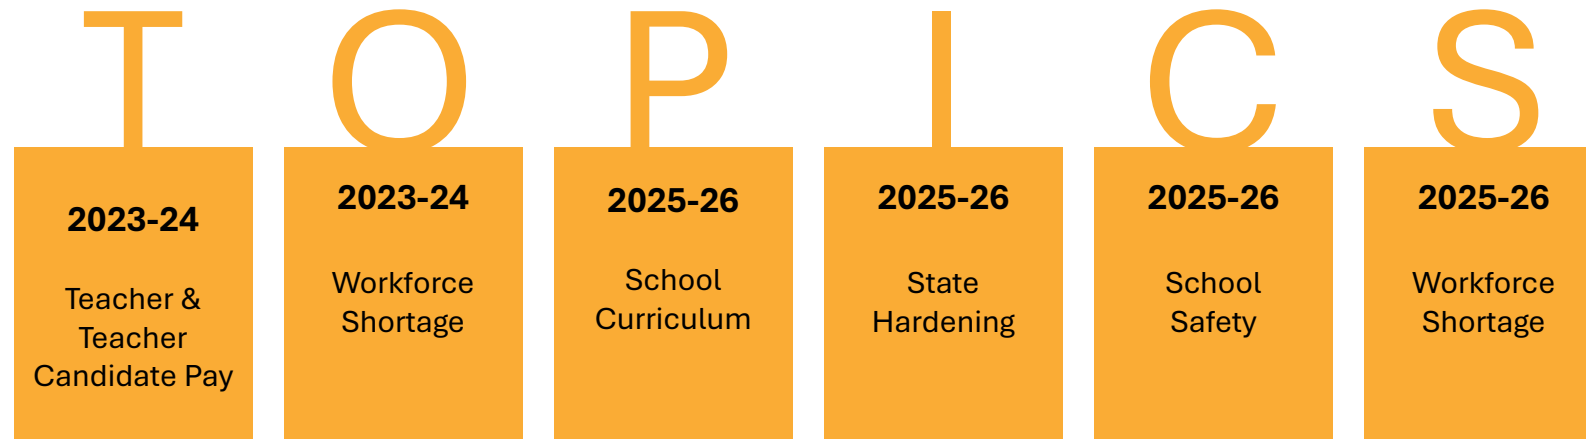 TOPICS
2023-24
Teacher &
Teacher
Candidate Pay
2023-24
Workforce
Shortage
2025-26
School
Curriculum
2025-26
State
Hardening
2025-26
School
Safety
2025-26
Workforce
Shortage